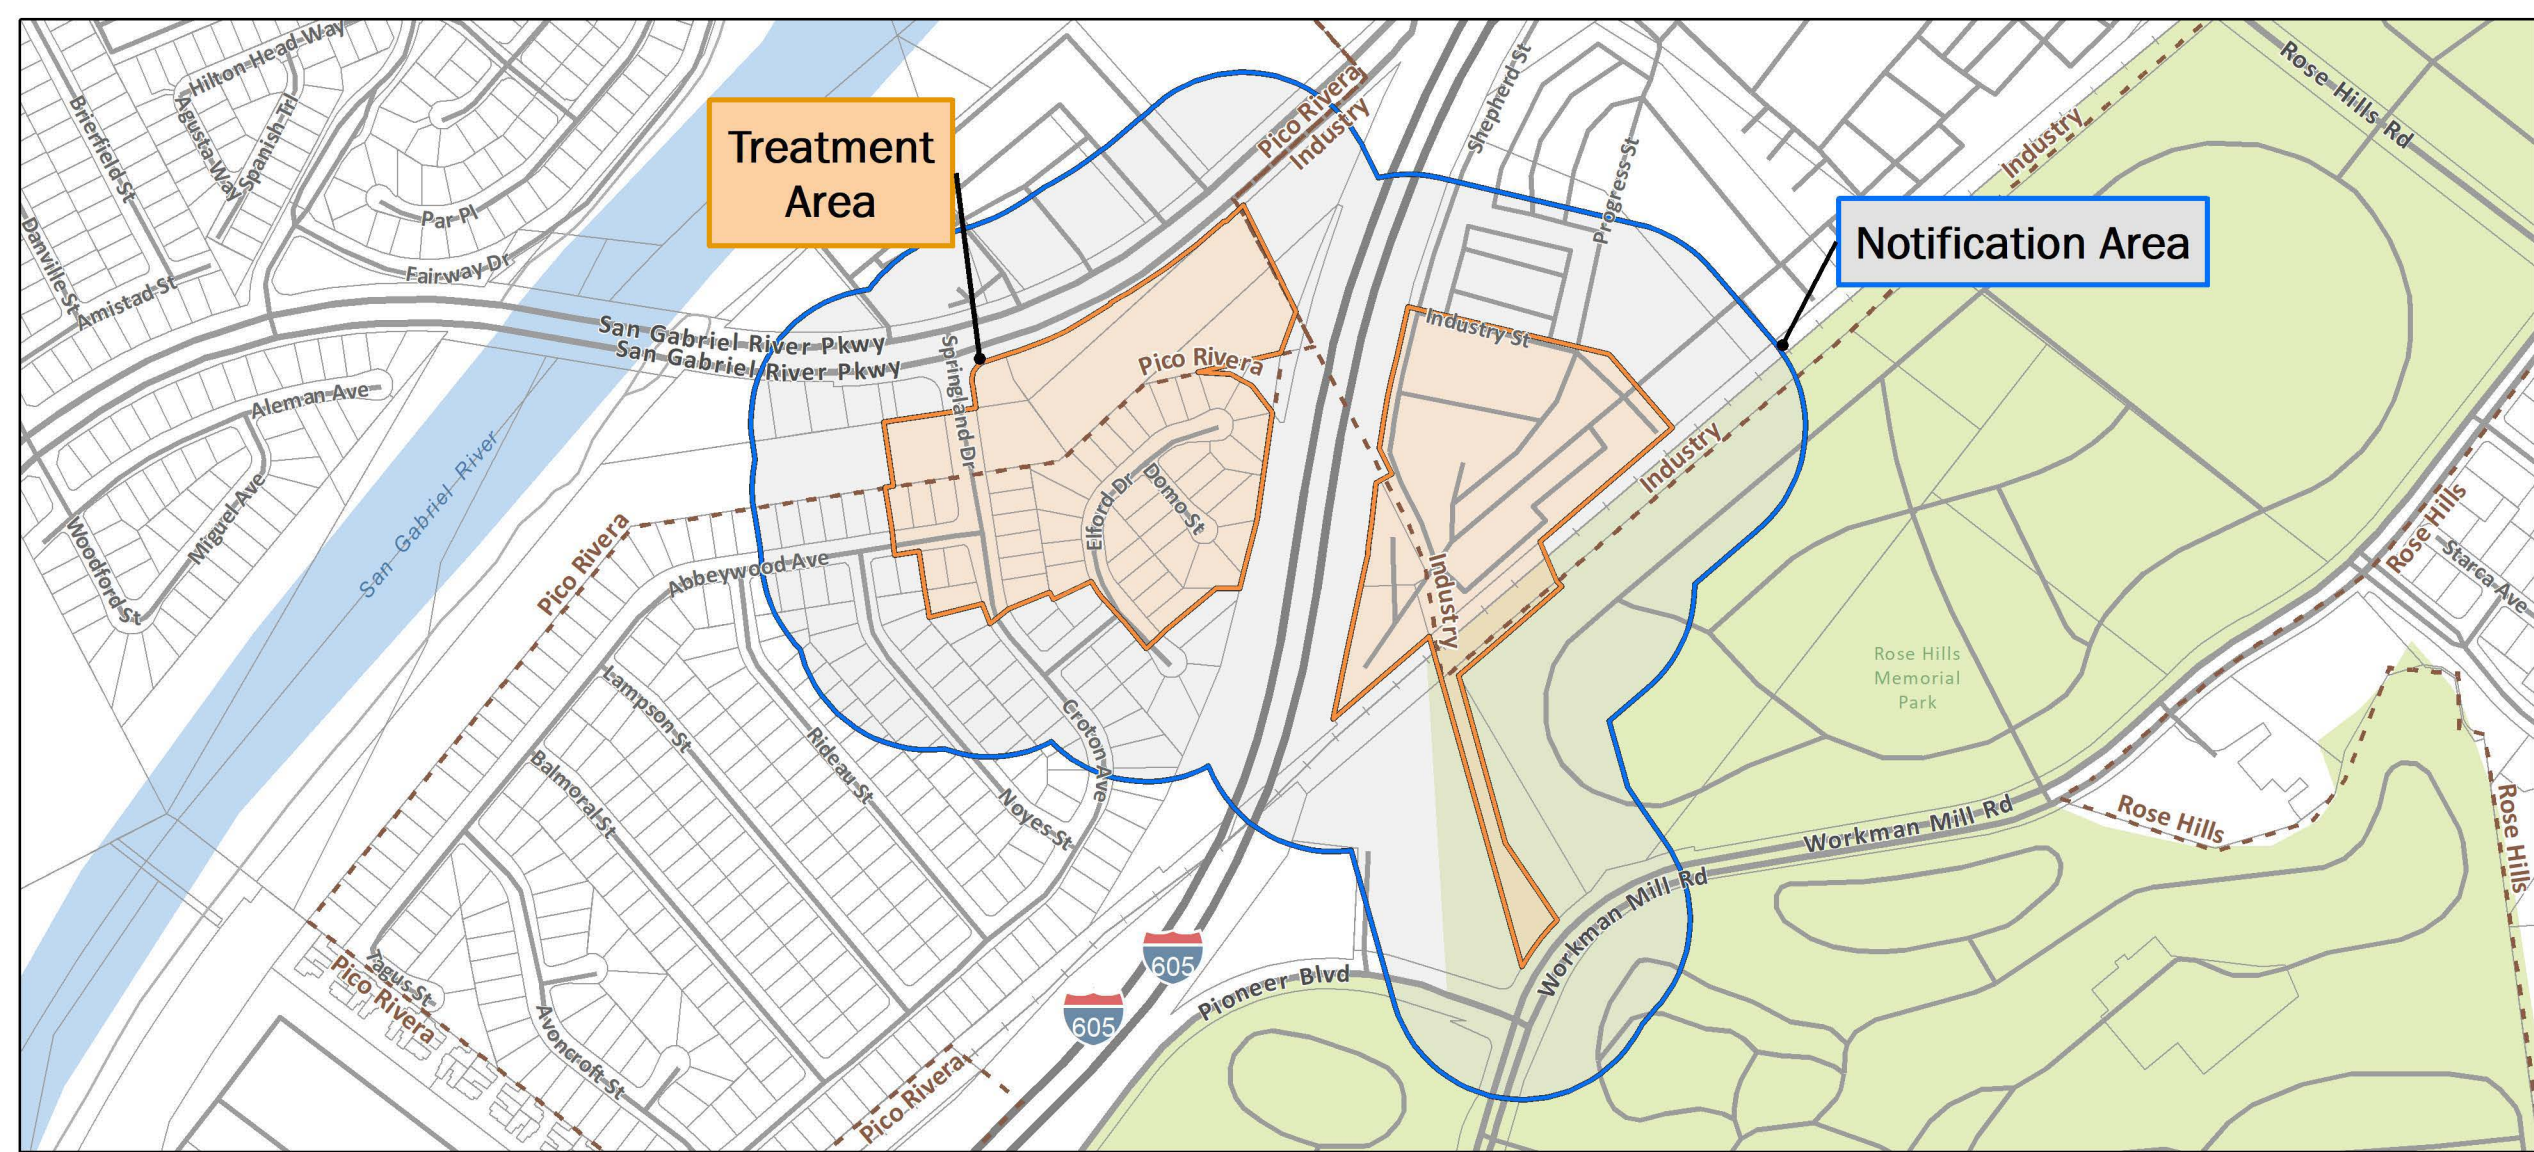 Hilton Head Way
Brierfield St
Agusta Way
Spanish Trl
Danville St
Amistad St
Par Pl
Fairway Dr
Treatment
Area
Pico Rivera
Industry
Shepherd St
Progress St
Industry
Rose Hills Rd
Notification Area
San Gabriel River Pkwy
San Gabriel River Pkwy
Springland Dr
Pico Rivera
Industry St
Aleman Ave
Miguel Ave
Woodford St
San Gabriel River
Pico Rivera
Abbeywood Ave
Elford Dr
Domo St
Industry
Industry
Rose Hills
Starca Ave
Rose Hills
Memorial
Park
Lampson St
Balmoral St
Rideau St
Croton Ave
Noyes St
Workman Mill Rd
Workman Mill Rd
Rose Hills
Rose Hills
Tagus St
Pico Rivera
Avoncroft St
Pico Rivera
605
605
Pioneer Blvd